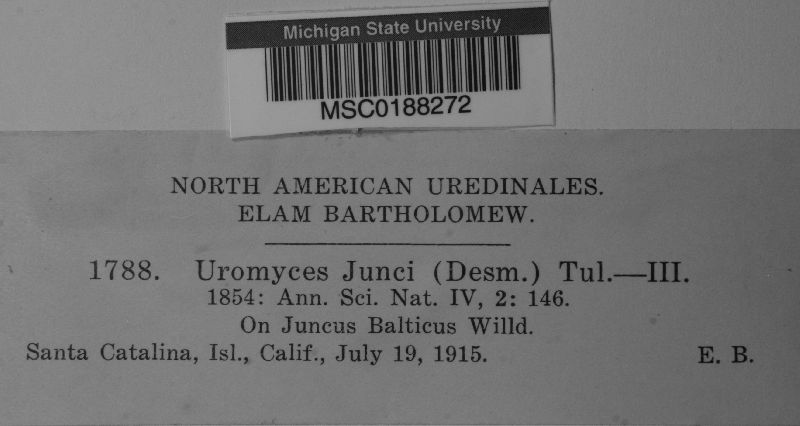 Michigan State University
MSC0188272
NORTH AMERICAN UREDINALES.
ELAM BARTHOLOMEW.
1788. Uromyces Junci (Desm.) Tul.—III.
1854: Ann. Sci. Nat. IV, 2: 146.
On Juncus Balticus Willd.
Santa Catalina, Isl., Calif., July 19, 1915. E. B.